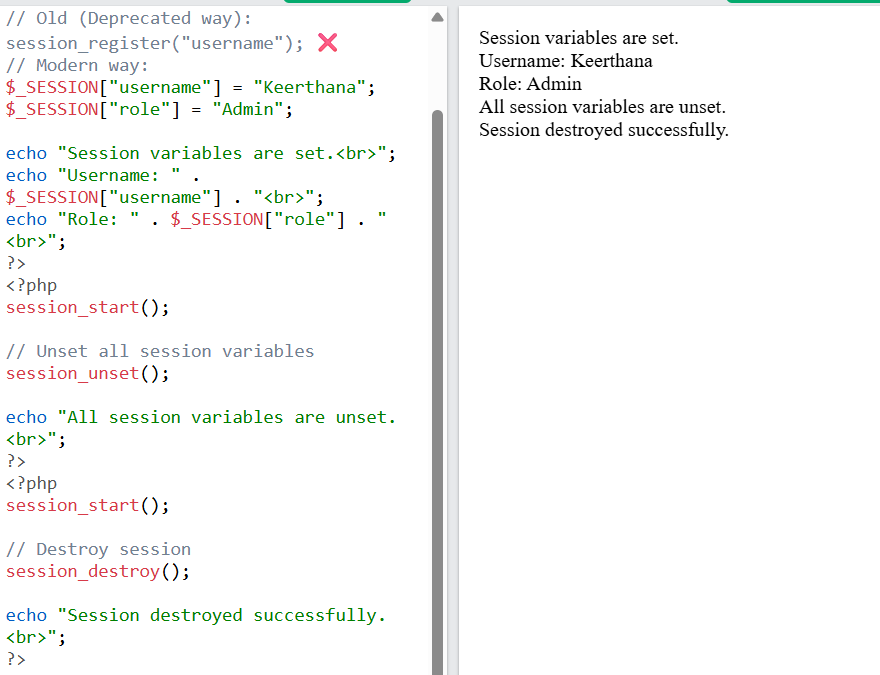 // Old (Deprecated way):
session_register("username"); ❌
// Modern way:
$_SESSION["username"] = "Keerthana";
$_SESSION["role"] = "Admin";
echo "Session variables are set.<br>";
echo "Username: " .
$_SESSION["username"] . "<br>";
echo "Role: " . $_SESSION["role"] . "
<br>";
?>
<?php
session_start();
// Unset all session variables
session_unset();
echo "All session variables are unset.
<br>";
?>
<?php
session_start();
// Destroy session
session_destroy();
echo "Session destroyed successfully.
<br>";
?>
Session variables are set.
Username: Keerthana
Role: Admin
All session variables are unset.
Session destroyed successfully.